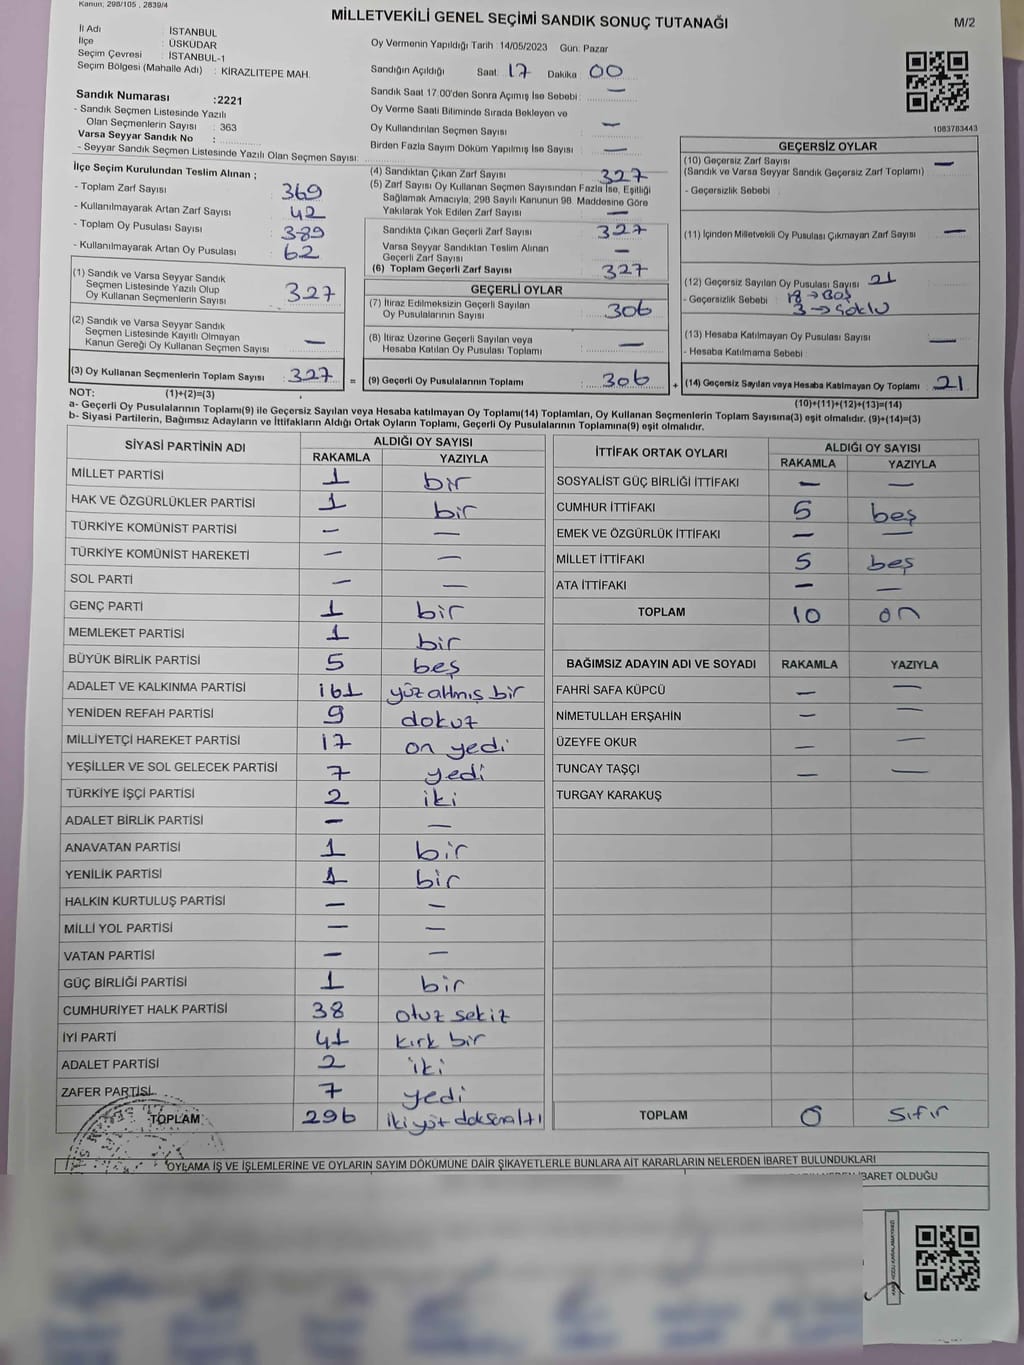 Kanun; 298/105 , 2839/4
MİLLETVEKİLİ GENEL SEÇİMİ SANDIK SONUÇ TUTANAĞI
M/2
İl Adı : İSTANBUL
İlçe : ÜSKÜDAR
Seçim Çevresi : İSTANBUL-1
Seçim Bölgesi (Mahalle Adı) : KİRAZLITEPE MAH.
Sandık Numarası :2221
- Sandık Seçmen Listesinde Yazılı
Olan Seçmenlerin Sayısı : 363
Varsa Seyyar Sandık No :
- Seyyar Sandık Seçmen Listesinde Yazılı Olan Seçmen Sayısı:
Oy Vermenin Yapıldığı Tarih : 14/05/2023 Gün: Pazar
Sandığın Açıldığı Saat: 17 Dakika 00
Sandık Saat 17.00'den Sonra Açımış İse Sebebi : —
Oy Verme Saati Bitiminde Sırada Bekleyen ve
Oy Kullandırılan Seçmen Sayısı —
Birden Fazla Sayım Döküm Yapılmış İse Sayısı : —
1083783443
İlçe Seçim Kurulundan Teslim Alınan ;
- Toplam Zarf Sayısı : 369
- Kullanılmayarak Artan Zarf Sayısı : 42
- Toplam Oy Pusulası Sayısı : 389
- Kullanılmayarak Artan Oy Pusulası : 62
(1) Sandık ve Varsa Seyyar Sandık
Seçmen Listesinde Yazılı Olup
Oy Kullanan Seçmenlerin Sayısı : 327
(2) Sandık ve Varsa Seyyar Sandık
Seçmen Listesinde Kayıtlı Olmayan
Kanun Gereği Oy Kullanan Seçmen Sayısı : —
(3) Oy Kullanan Seçmenlerin Toplam Sayısı : 327
(4) Sandıktan Çıkan Zarf Sayısı : 327
(5) Zarf Sayısı Oy Kullanan Seçmen Sayısından Fazla İse, Eşitliği
Sağlamak Amacıyla, 298 Sayılı Kanunun 98. Maddesine Göre
Yakılarak Yok Edilen Zarf Sayısı : —
Sandıkta Çıkan Geçerli Zarf Sayısı : 327
Varsa Seyyar Sandıktan Teslim Alınan
Geçerli Zarf Sayısı : —
(6) Toplam Geçerli Zarf Sayısı : 327
GEÇERLİ OYLAR
(7) İtiraz Edilmeksizin Geçerli Sayılan
Oy Pusulalarının Sayısı : 306
(8) İtiraz Üzerine Geçerli Sayılan veya
Hesaba Katılan Oy Pusulası Toplamı : —
= (9) Geçerli Oy Pusulalarının Toplamı : 306 +
GEÇERSİZ OYLAR
(10) Geçersiz Zarf Sayısı —
(Sandık ve Varsa Seyyar Sandık Geçersiz Zarf Toplamı)
- Geçersizlik Sebebi :
(11) İçinden Milletvekili Oy Pusulası Çıkmayan Zarf Sayısı : —
(12) Geçersiz Sayılan Oy Pusulası Sayısı : 21
- Geçersizlik Sebebi : 18 → Boş
3 → Çoklu
(13) Hesaba Katılmayan Oy Pusulası Sayısı : —
- Hesaba Katılmama Sebebi :
(14) Geçersiz Sayılan veya Hesaba Katılmayan Oy Toplamı : 21
NOT: (1)+(2)=(3)
(10)+(11)+(12)+(13)=(14)
a- Geçerli Oy Pusulalarının Toplamı(9) ile Geçersiz Sayılan veya Hesaba katılmayan Oy Toplamı(14) Toplamları, Oy Kullanan Seçmenlerin Toplam Sayısına(3) eşit olmalıdır. (9)+(14)=(3)
b- Siyasi Partilerin, Bağımsız Adayların ve İttifakların Aldığı Ortak Oyların Toplamı, Geçerli Oy Pusulalarının Toplamına(9) eşit olmalıdır.
SİYASİ PARTİNİN ADI ALDIĞI OY SAYISI
RAKAMLA YAZIYLA
MİLLET PARTİSİ 1 bir
HAK VE ÖZGÜRLÜKLER PARTİSİ 1 bir
TÜRKİYE KOMÜNİST PARTİSİ — —
TÜRKİYE KOMÜNİST HAREKETİ — —
SOL PARTİ — —
GENÇ PARTİ 1 bir
MEMLEKET PARTİSİ 1 bir
BÜYÜK BİRLİK PARTİSİ 5 beş
ADALET VE KALKINMA PARTİSİ 161 yüz altmış bir
YENİDEN REFAH PARTİSİ 9 dokuz
MİLLİYETÇİ HAREKET PARTİSİ 17 on yedi
YEŞİLLER VE SOL GELECEK PARTİSİ 7 yedi
TÜRKİYE İŞÇİ PARTİSİ 2 iki
ADALET BİRLİK PARTİSİ — —
ANAVATAN PARTİSİ 1 bir
YENİLİK PARTİSİ 1 bir
HALKIN KURTULUŞ PARTİSİ — —
MİLLİ YOL PARTİSİ — —
VATAN PARTİSİ — —
GÜÇ BİRLİĞİ PARTİSİ 1 bir
CUMHURİYET HALK PARTİSİ 38 otuz sekiz
İYİ PARTİ 41 kırk bir
ADALET PARTİSİ 2 iki
ZAFER PARTİSİ 7 yedi
TOPLAM 296 iki yüz doksan altı
İTTİFAK ORTAK OYLARI ALDIĞI OY SAYISI
RAKAMLA YAZIYLA
SOSYALİST GÜÇ BİRLİĞİ İTTİFAKI — —
CUMHUR İTTİFAKI 5 beş
EMEK VE ÖZGÜRLÜK İTTİFAKI — —
MİLLET İTTİFAKI 5 beş
ATA İTTİFAKI — —
TOPLAM 10 on
BAĞIMSIZ ADAYIN ADI VE SOYADI RAKAMLA YAZIYLA
FAHRİ SAFA KÜPCÜ — —
NİMETULLAH ERŞAHİN — —
ÜZEYFE OKUR — —
TUNCAY TAŞÇI — —
TURGAY KARAKUŞ
TOPLAM 0 sıfır
OYLAMA İŞ VE İŞLEMLERİNE VE OYLARIN SAYIM DÖKÜMÜNE DAİR ŞİKAYETLERLE BUNLARA AİT KARARLARIN NELERDEN İBARET BULUNDUKLARI
İBARET OLDUĞU